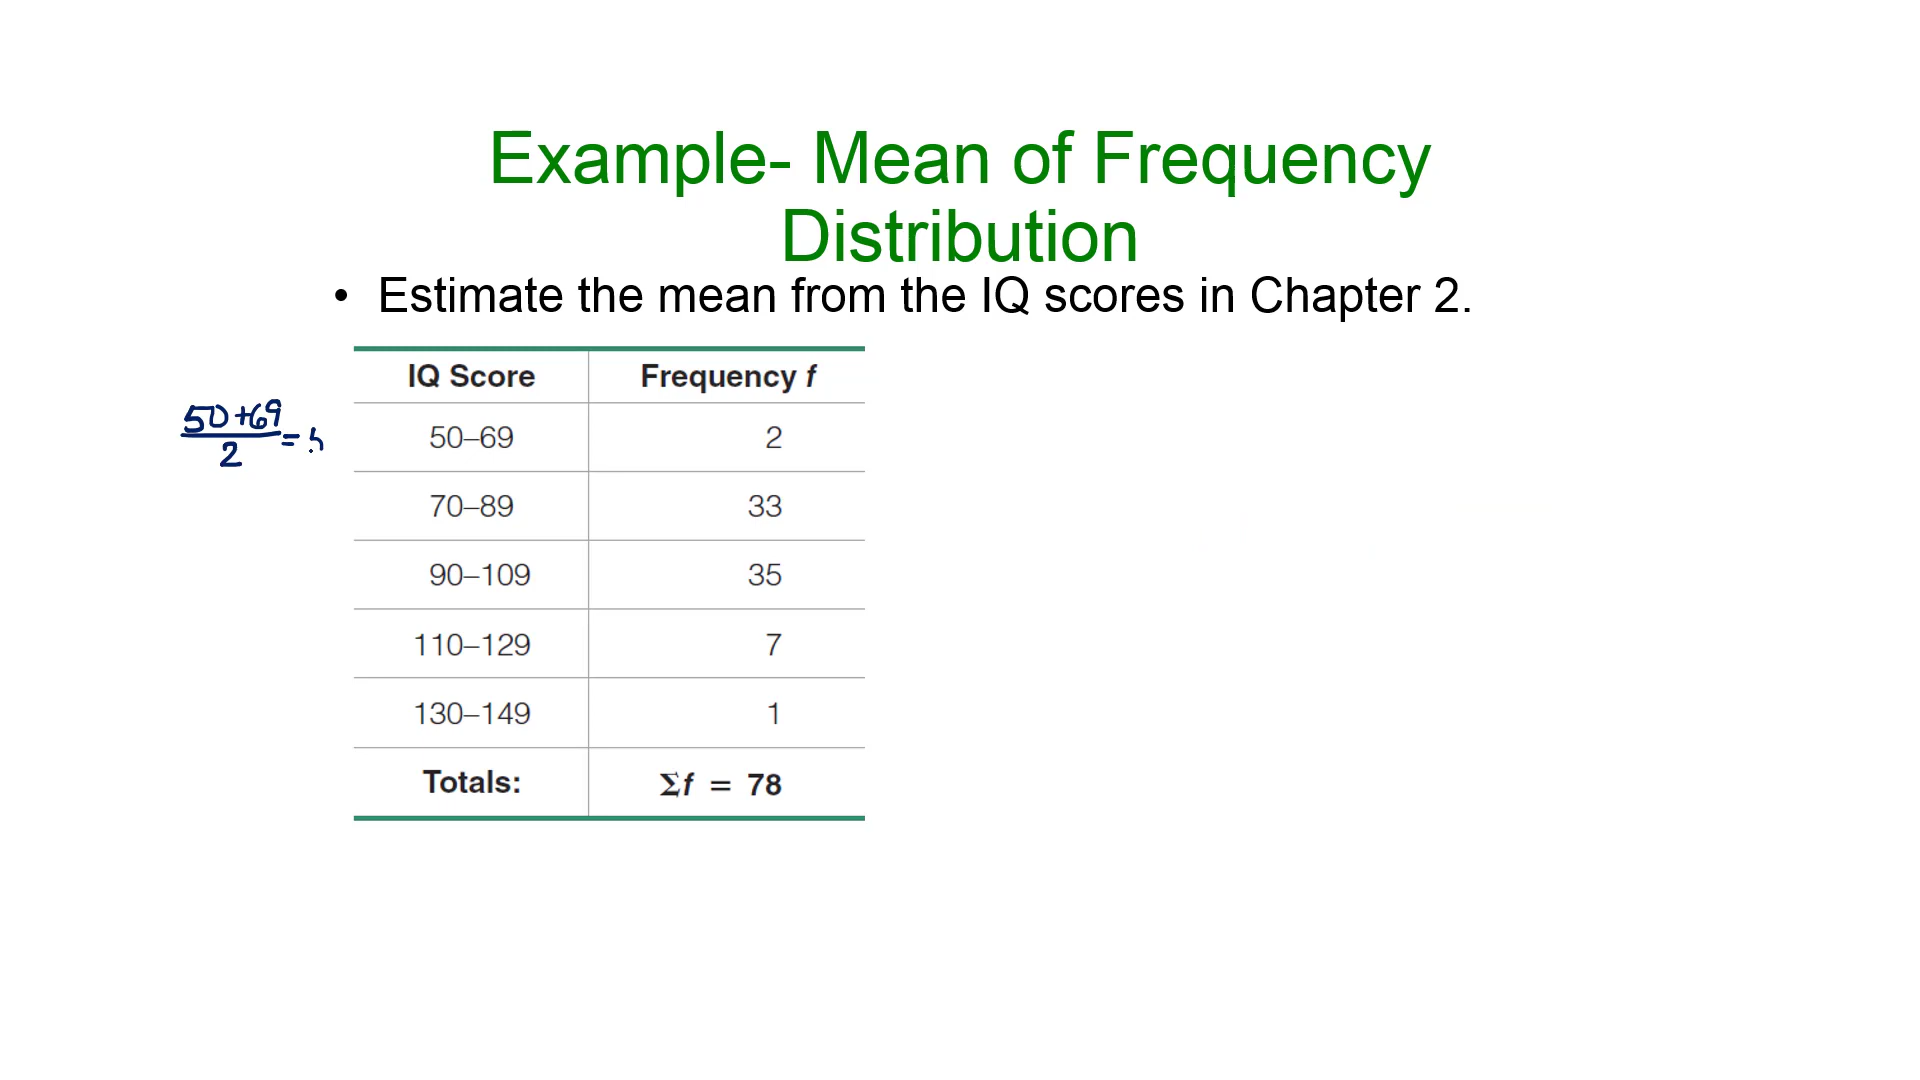 Example- Mean of Frequency
Distribution
• Estimate the mean from the IQ scores in Chapter 2.
IQ Score Frequency f
50+69
2
=
50–69 2
70–89 33
90–109 35
110–129 7
130–149 1
Totals: Σf = 78